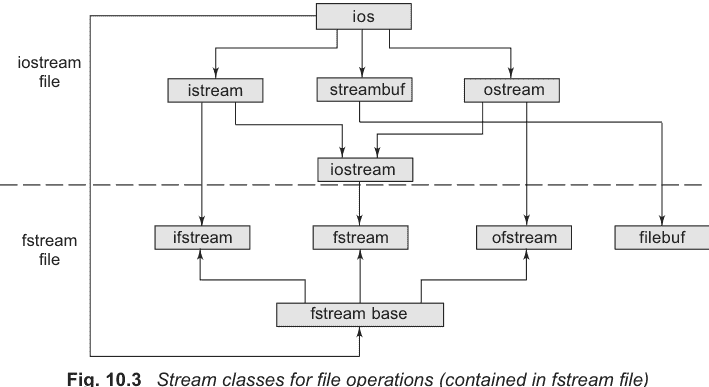 ios
iostream
file
istream
streambuf
ostream
iostream
fstream
file
ifstream
fstream
ofstream
filebuf
fstream base
Fig. 10.3 Stream classes for file operations (contained in fstream file)